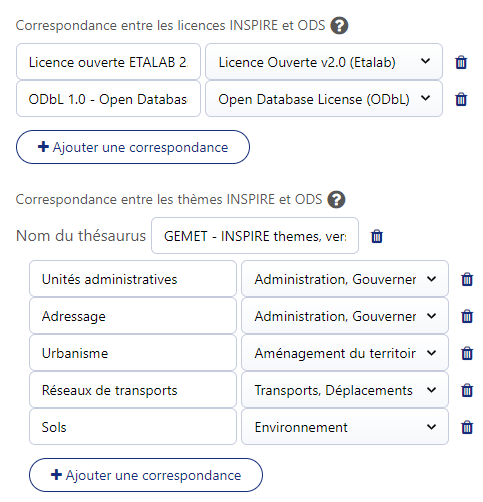 Correspondance entre les licences INSPIRE et ODS ?
Licence ouverte ETALAB 2 Licence Ouverte v2.0 (Etalab)
ODbL 1.0 - Open Databas Open Database License (ODbL)
+ Ajouter une correspondance
Correspondance entre les thèmes INSPIRE et ODS ?
Nom du thésaurus GEMET - INSPIRE themes, vers
Unités administratives Administration, Gouverner
Adressage Administration, Gouverner
Urbanisme Aménagement du territoir
Réseaux de transports Transports, Déplacements
Sols Environnement
+ Ajouter une correspondance